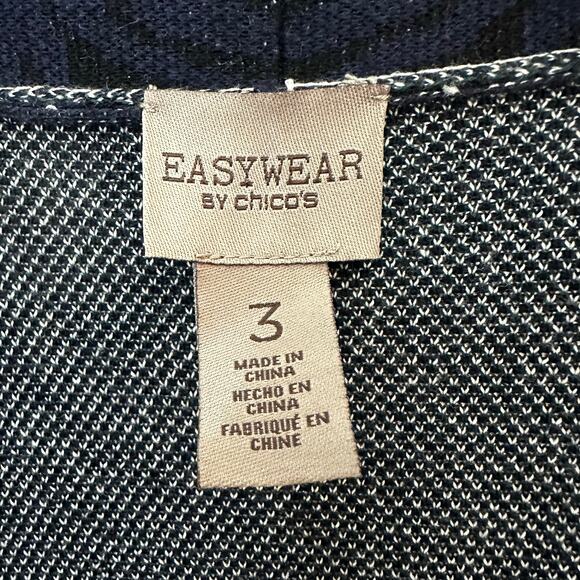 EASYWEAR
BY chico's
3
MADE IN
CHINA
HECHO EN
CHINA
FABRIQUÉ EN
CHINE